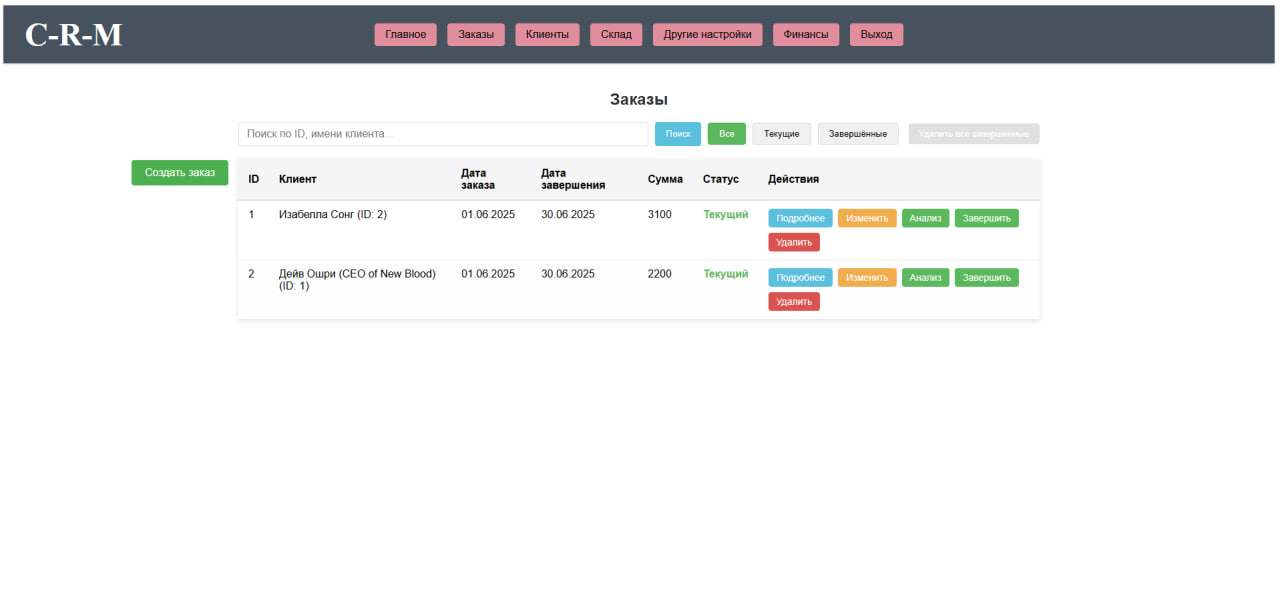 C-R-M
Главное Заказы Клиенты Склад Другие настройки Финансы Выход
Заказы
Поиск по ID, имени клиента... Поиск Все Текущие Завершённые Удалить все завершённые
Создать заказ
ID Клиент Дата заказа Дата завершения Сумма Статус Действия
1 Изабелла Сонг (ID: 2) 01.06.2025 30.06.2025 3100 Текущий Подробнее Изменить Анализ Завершить
Удалить
2 Дейв Ошри (CEO of New Blood) 01.06.2025 30.06.2025 2200 Текущий Подробнее Изменить Анализ Завершить
(ID: 1) Удалить